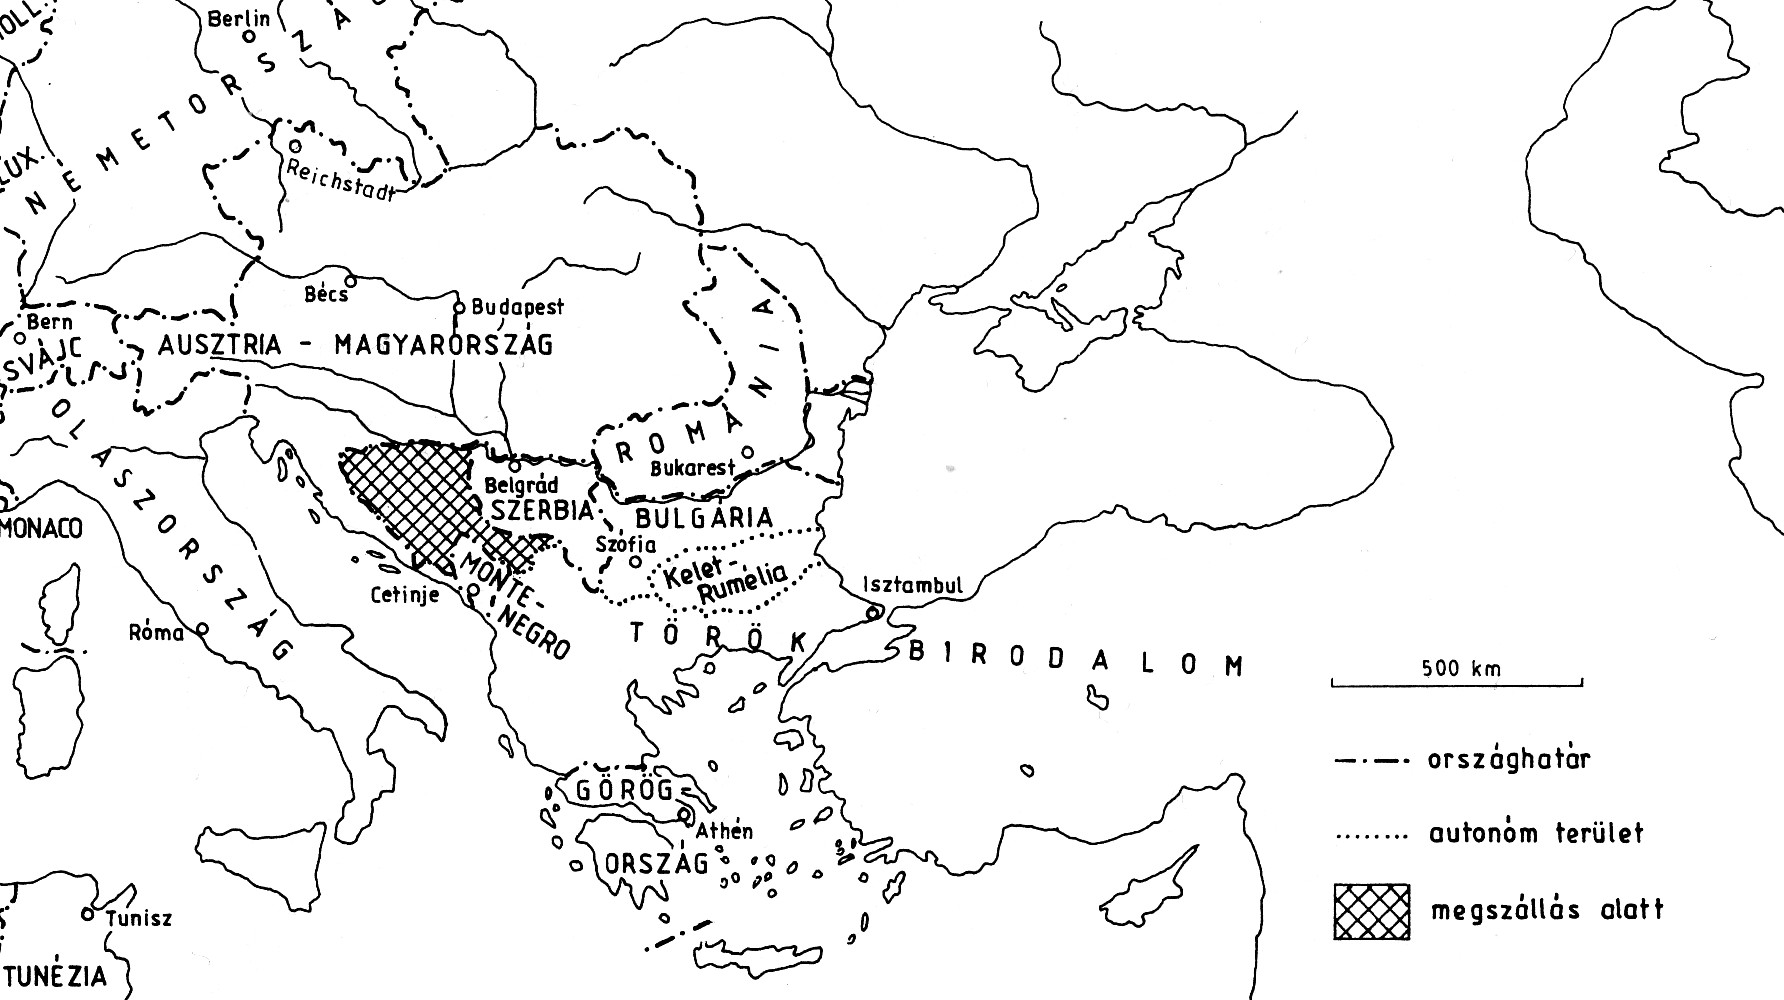 HOLL.
Berlin
NÉMETORSZÁG
LUX.
Reichstadt
Bécs
Budapest
Bern
SVÁJC
AUSZTRIA - MAGYARORSZÁG
OLASZORSZÁG
ROMÁNIA
Bukarest
Belgrád
SZERBIA
BULGÁRIA
MONACO
Szófia
Kelet-
Rumélia
MONTE-
NEGRO
Cetinje
Isztambul
Róma
TÖRÖK BIRODALOM
500 km
országhatár
GÖRÖG-
ORSZÁG
Athén
autonóm terület
megszállás alatt
Tunisz
TUNÉZIA